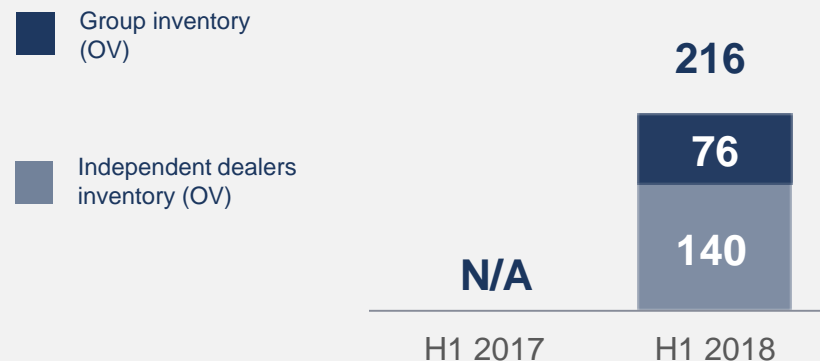 Group inventory
(OV)
Independent dealers
inventory (OV)
216
76
140
N/A
H1 2017
H1 2018